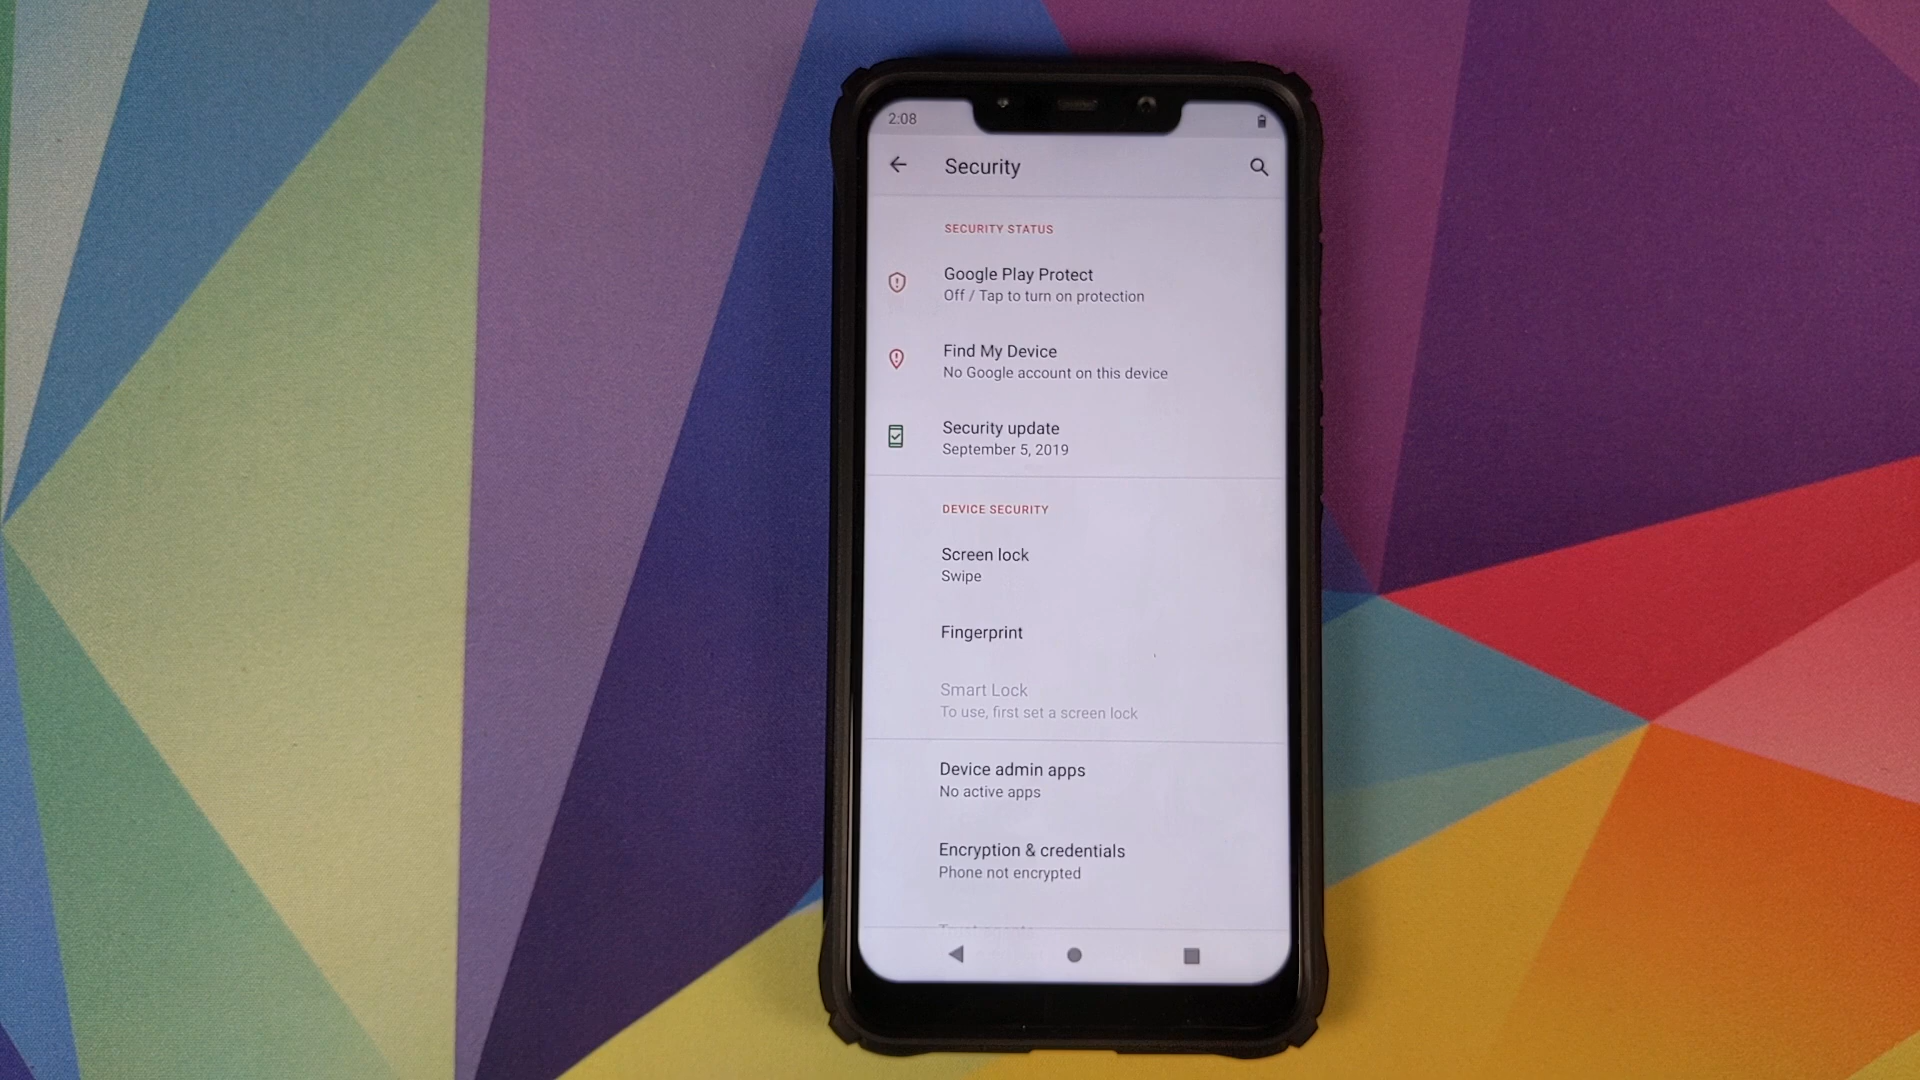 2:08
Security
SECURITY STATUS
Google Play Protect
Off / Tap to turn on protection
Find My Device
No Google account on this device
Security update
September 5, 2019
DEVICE SECURITY
Screen lock
Swipe
Fingerprint
Smart Lock
To use, first set a screen lock
Device admin apps
No active apps
Encryption & credentials
Phone not encrypted